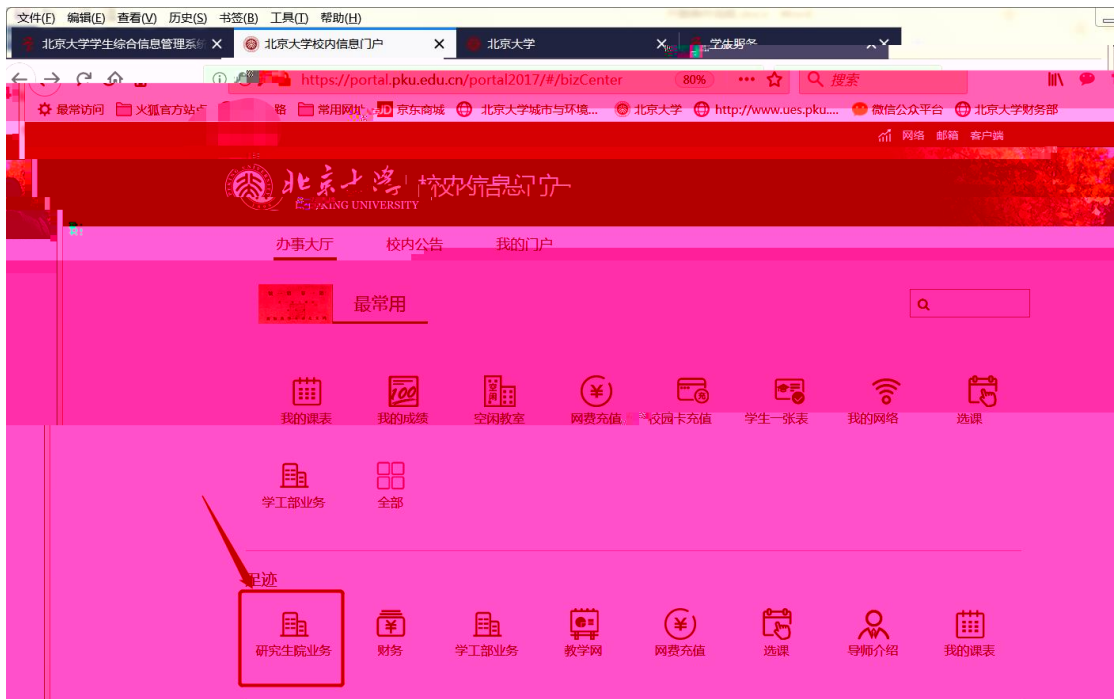 文件(F) 编辑(E) 查看(V) 历史(S) 书签(B) 工具(T) 帮助(H)
北京大学学生综合信息管理系统 北京大学校内信息门户 北京大学
https://portal.pku.edu.cn/portal2017/#/bizCenter 80% 搜索
最常访问 火狐官方站点 常用网址 JD 京东商城 北京大学城市与环境... 北京大学 http://www.ues.pku.... 微信公众平台 北京大学财务部
网络 邮箱 客户端
北京大学 校内信息门户
UNIVERSITY
办事大厅 校内公告 我的门户
最常用
我的课表 我的成绩 空闲教室 网费充值 校园卡充值 学生一张表 我的网络 选课
学工部业务 全部
足迹
研究生院业务 财务 学工部业务 教学网 网费充值 选课 导师介绍 我的课表